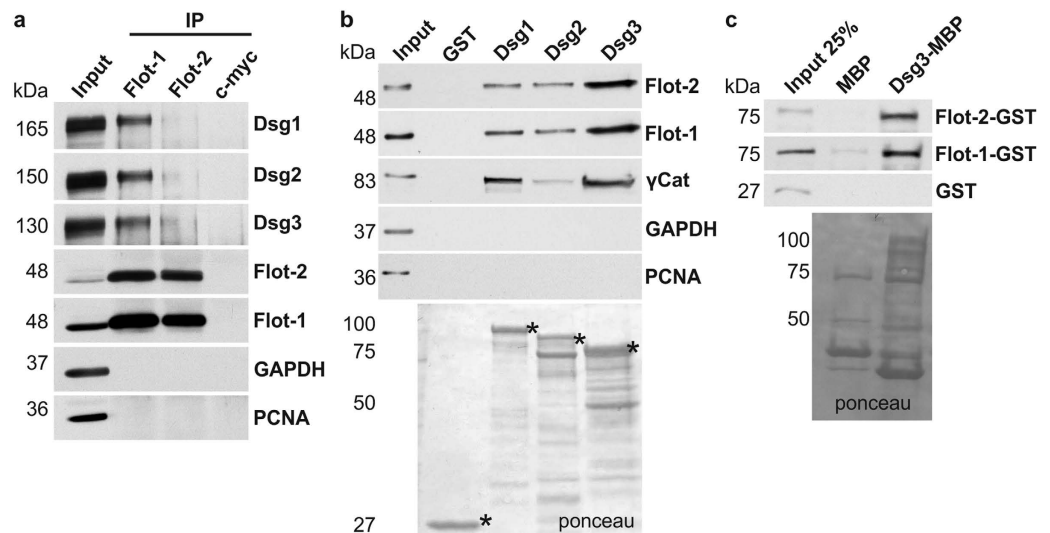 a
IP
kDa
Input
Flot-1
Flot-2
c-myc
165
Dsg1
150
Dsg2
130
Dsg3
48
Flot-2
48
Flot-1
37
GAPDH
36
PCNA
b
kDa
Input
GST
Dsg1
Dsg2
Dsg3
48
Flot-2
48
Flot-1
83
γCat
37
GAPDH
36
PCNA
100
*
*
*
75
50
27
*
ponceau
c
kDa
Input 25%
MBP
Dsg3-MBP
75
Flot-2-GST
75
Flot-1-GST
27
GST
100
75
50
ponceau